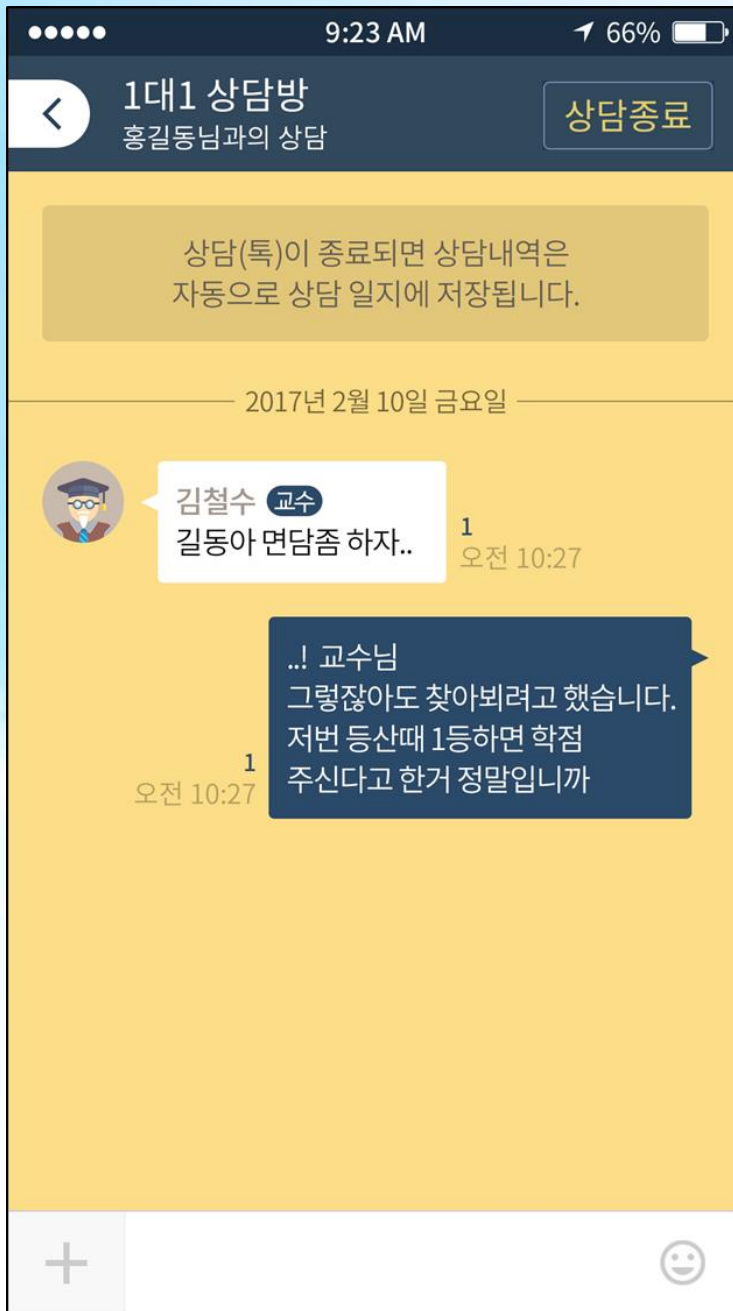 9:23 AM
66%
1대1 상담방
홍길동님과의 상담
상담종료
상담(톡)이 종료되면 상담내역은
자동으로 상담 일지에 저장됩니다.
2017년 2월 10일 금요일
김철수 교수
길동아 면담좀 하자..
1
오전 10:27
..! 교수님
그렇잖아도 찾아뵈려고 했습니다.
저번 등산때 1등하면 학점
주신다고 한거 정말입니까
1
오전 10:27